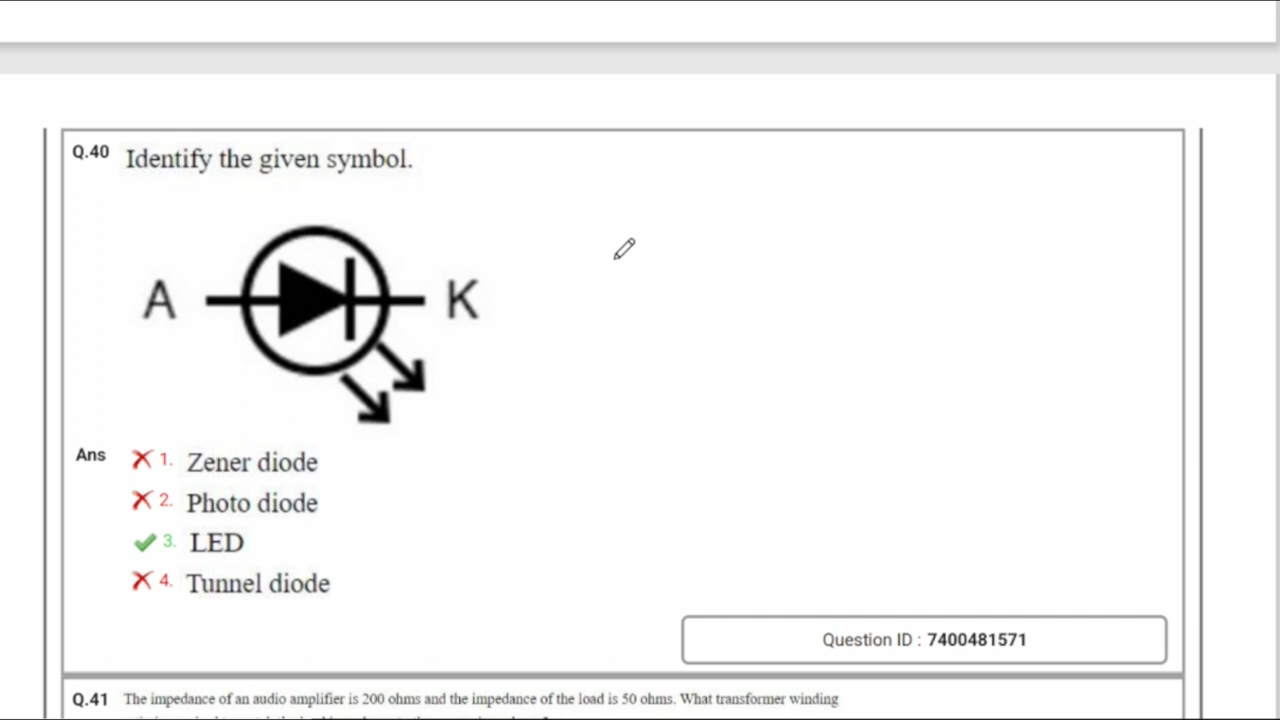 Q.40 Identify the given symbol.
A K
Ans 1. Zener diode
2. Photo diode
3. LED
4. Tunnel diode
Question ID : 7400481571
Q.41 The impedance of an audio amplifier is 200 ohms and the impedance of the load is 50 ohms. What transformer winding